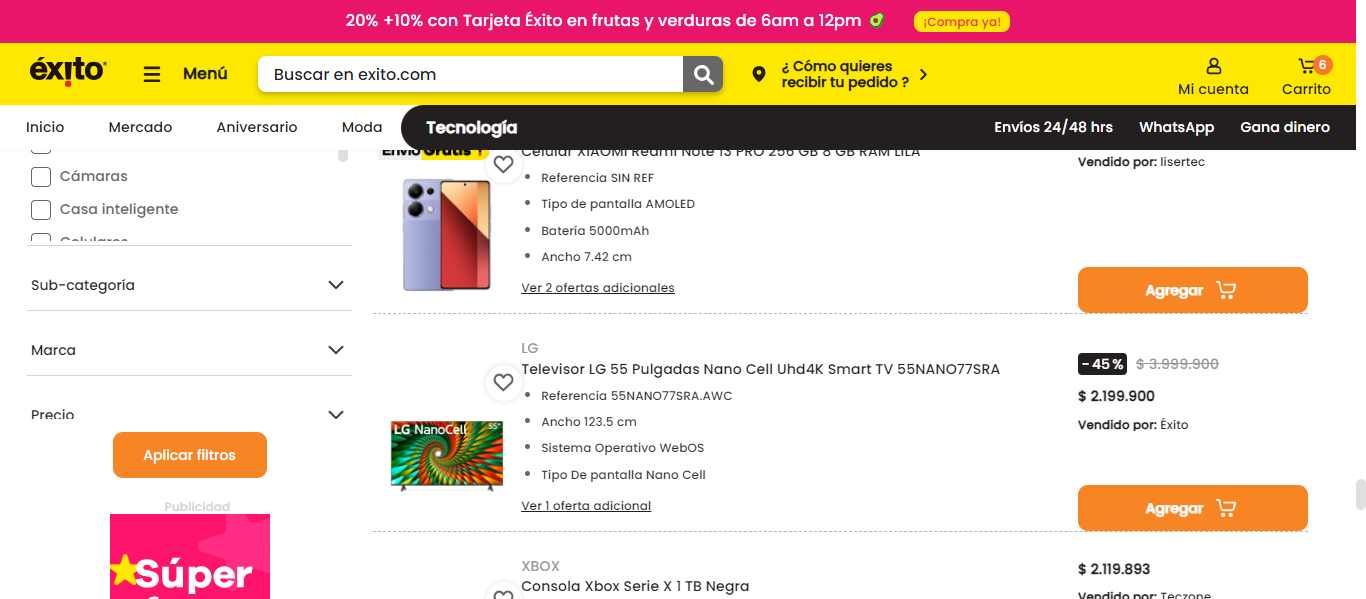 20% +10% con Tarjeta Éxito en frutas y verduras de 6am a 12pm
¡Compra ya!
éxito
Menú
Buscar en exito.com
¿ Cómo quieres
recibir tu pedido ?
Mi cuenta
6
Carrito
Inicio
Mercado
Aniversario
Moda
Tecnología
Envíos 24/48 hrs
WhatsApp
Gana dinero
Cámaras
Casa inteligente
Celulares
Sub-categoría
Marca
Precio
Aplicar filtros
Publicidad
Súper
Envío Gratis !
Celular XIAOMI Redmi Note 13 PRO 256 GB 8 GB RAM LILA
Referencia SIN REF
Tipo de pantalla AMOLED
Batería 5000mAh
Ancho 7.42 cm
Ver 2 ofertas adicionales
Vendido por: lisertec
Agregar
LG
Televisor LG 55 Pulgadas Nano Cell Uhd4K Smart TV 55NANO77SRA
Referencia 55NANO77SRA.AWC
Ancho 123.5 cm
Sistema Operativo WebOS
Tipo De pantalla Nano Cell
Ver 1 oferta adicional
LG NanoCell 55"
- 45 % $ 3.999.900
$ 2.199.900
Vendido por: Éxito
Agregar
XBOX
Consola Xbox Serie X 1 TB Negra
$ 2.119.893
Vendido por: Teczone